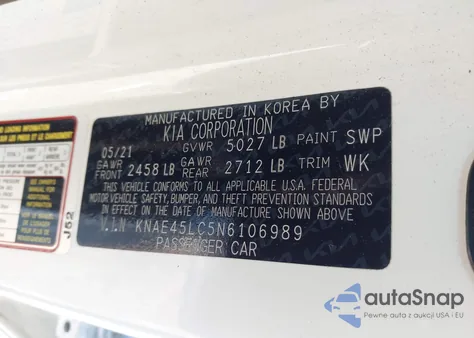 MANUFACTURED IN KOREA BY
KIA CORPORATION
05/21 GVWR 5027 LB PAINT SWP
GAWR FRONT 2458 LB GAWR REAR 2712 LB TRIM WK
THIS VEHICLE CONFORMS TO ALL APPLICABLE U.S.A. FEDERAL
MOTOR VEHICLE SAFETY, BUMPER, AND THEFT PREVENTION STANDARDS
IN EFFECT ON THE DATE OF MANUFACTURE SHOWN ABOVE.
V.I.N KNAE45LC5N6106989
PASSENGER CAR
J52
autoSnap
Pewne auta z aukcji USA i EU